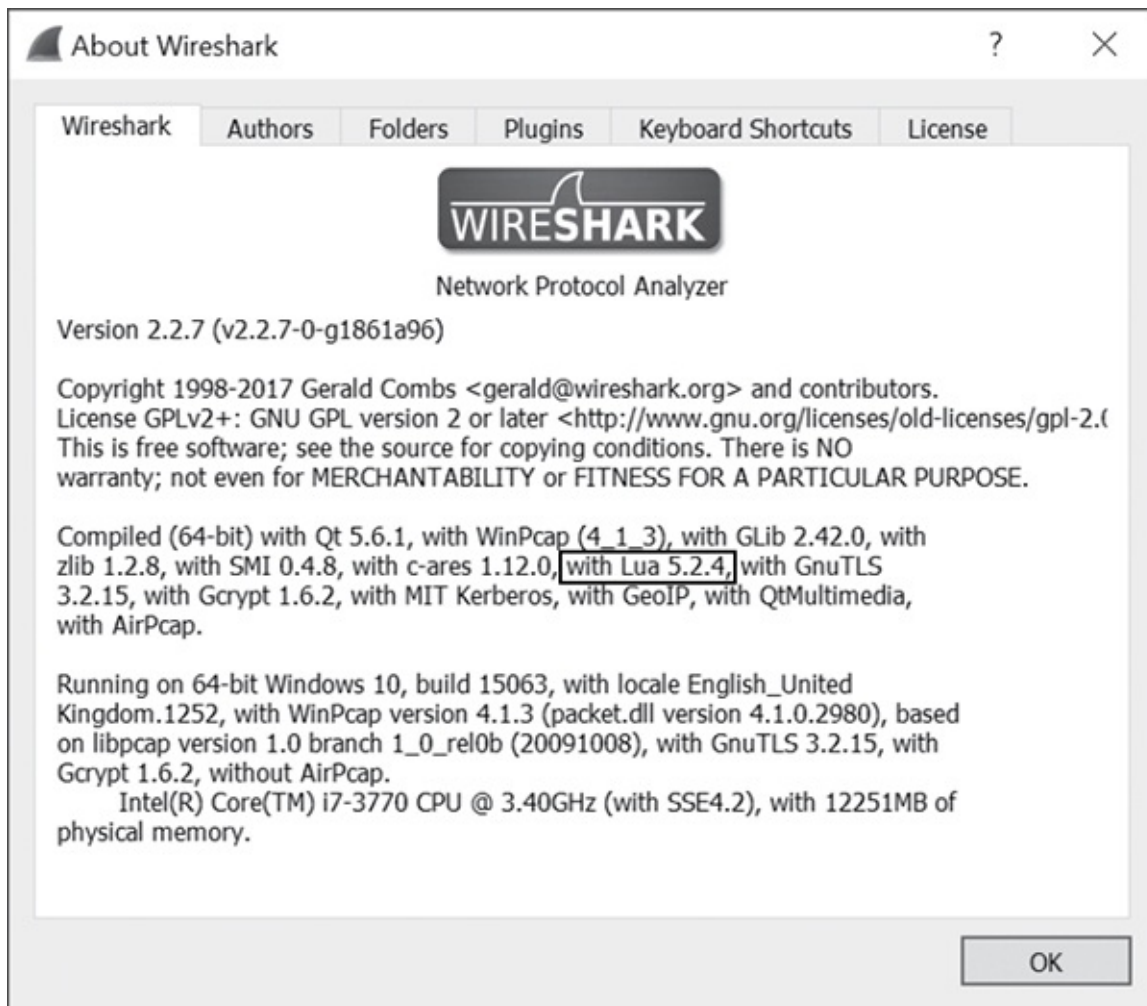 About Wireshark
?
Wireshark
Authors
Folders
Plugins
Keyboard Shortcuts
License
WIRESHARK
Network Protocol Analyzer
Version 2.2.7 (v2.2.7-0-g1861a96)
Copyright 1998-2017 Gerald Combs <gerald@wireshark.org> and contributors.
License GPLv2+: GNU GPL version 2 or later <http://www.gnu.org/licenses/old-licenses/gpl-2.(
This is free software; see the source for copying conditions. There is NO
warranty; not even for MERCHANTABILITY or FITNESS FOR A PARTICULAR PURPOSE.
Compiled (64-bit) with Qt 5.6.1, with WinPcap (4_1_3), with GLib 2.42.0, with
zlib 1.2.8, with SMI 0.4.8, with c-ares 1.12.0, with Lua 5.2.4, with GnuTLS
3.2.15, with Gcrypt 1.6.2, with MIT Kerberos, with GeoIP, with QtMultimedia,
with AirPcap.
Running on 64-bit Windows 10, build 15063, with locale English_United
Kingdom.1252, with WinPcap version 4.1.3 (packet.dll version 4.1.0.2980), based
on libpcap version 1.0 branch 1_0_rel0b (20091008), with GnuTLS 3.2.15, with
Gcrypt 1.6.2, without AirPcap.
Intel(R) Core(TM) i7-3770 CPU @ 3.40GHz (with SSE4.2), with 12251MB of
physical memory.
OK